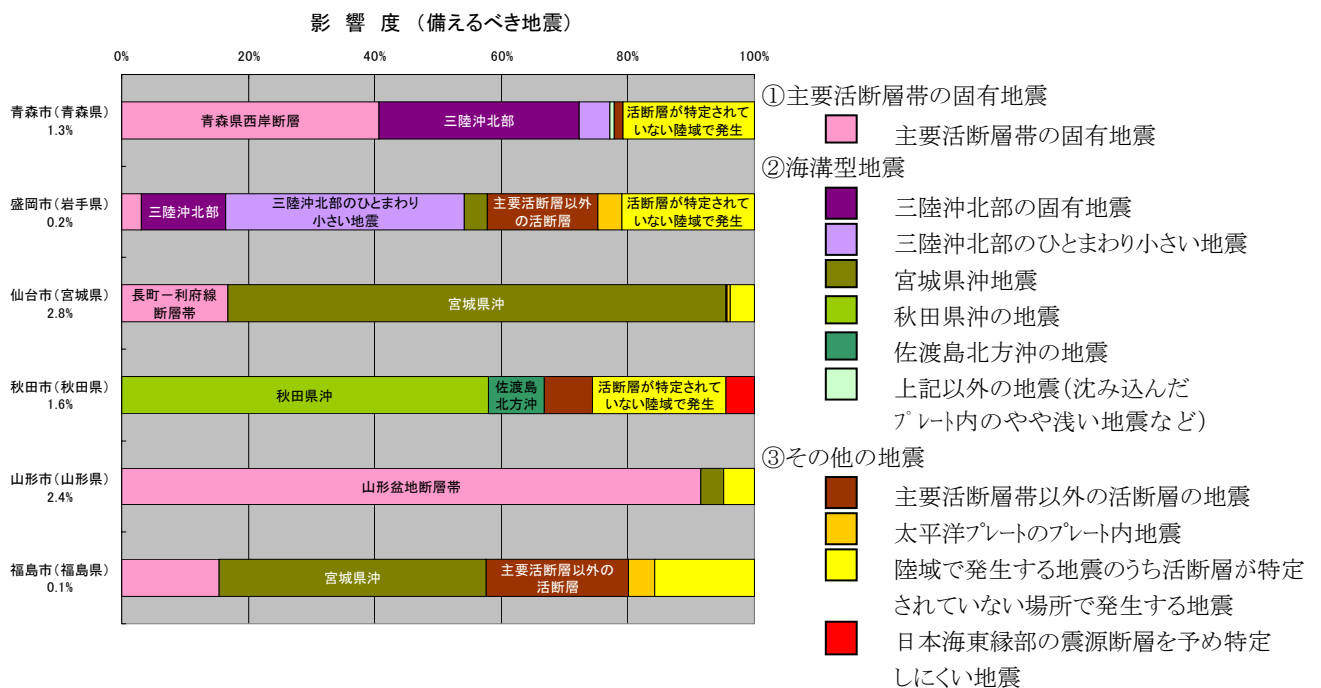 影 響 度 （備えるべき地震）
0%
20%
40%
60%
80%
100%
青森市（青森県）
1.3%
青森県西岸断層
三陸沖北部
活断層が特定されて
いない陸域で発生
盛岡市（岩手県）
0.2%
三陸沖北部
三陸沖北部のひとまわり
小さい地震
主要活断層以外
の活断層
活断層が特定されて
いない陸域で発生
仙台市（宮城県）
2.8%
長町－利府線
断層帯
宮城県沖
秋田市（秋田県）
1.6%
秋田県沖
佐渡島
北方沖
活断層が特定されて
いない陸域で発生
山形市（山形県）
2.4%
山形盆地断層帯
福島市（福島県）
0.1%
宮城県沖
主要活断層以外の
活断層
①主要活断層帯の固有地震
主要活断層帯の固有地震
②海溝型地震
三陸沖北部の固有地震
三陸沖北部のひとまわり小さい地震
宮城県沖地震
秋田県沖の地震
佐渡島北方沖の地震
上記以外の地震（沈み込んだ
プレート内のやや浅い地震など）
③その他の地震
主要活断層帯以外の活断層の地震
太平洋プレートのプレート内地震
陸域で発生する地震のうち活断層が特定
されていない場所で発生する地震
日本海東縁部の震源断層を予め特定
しにくい地震